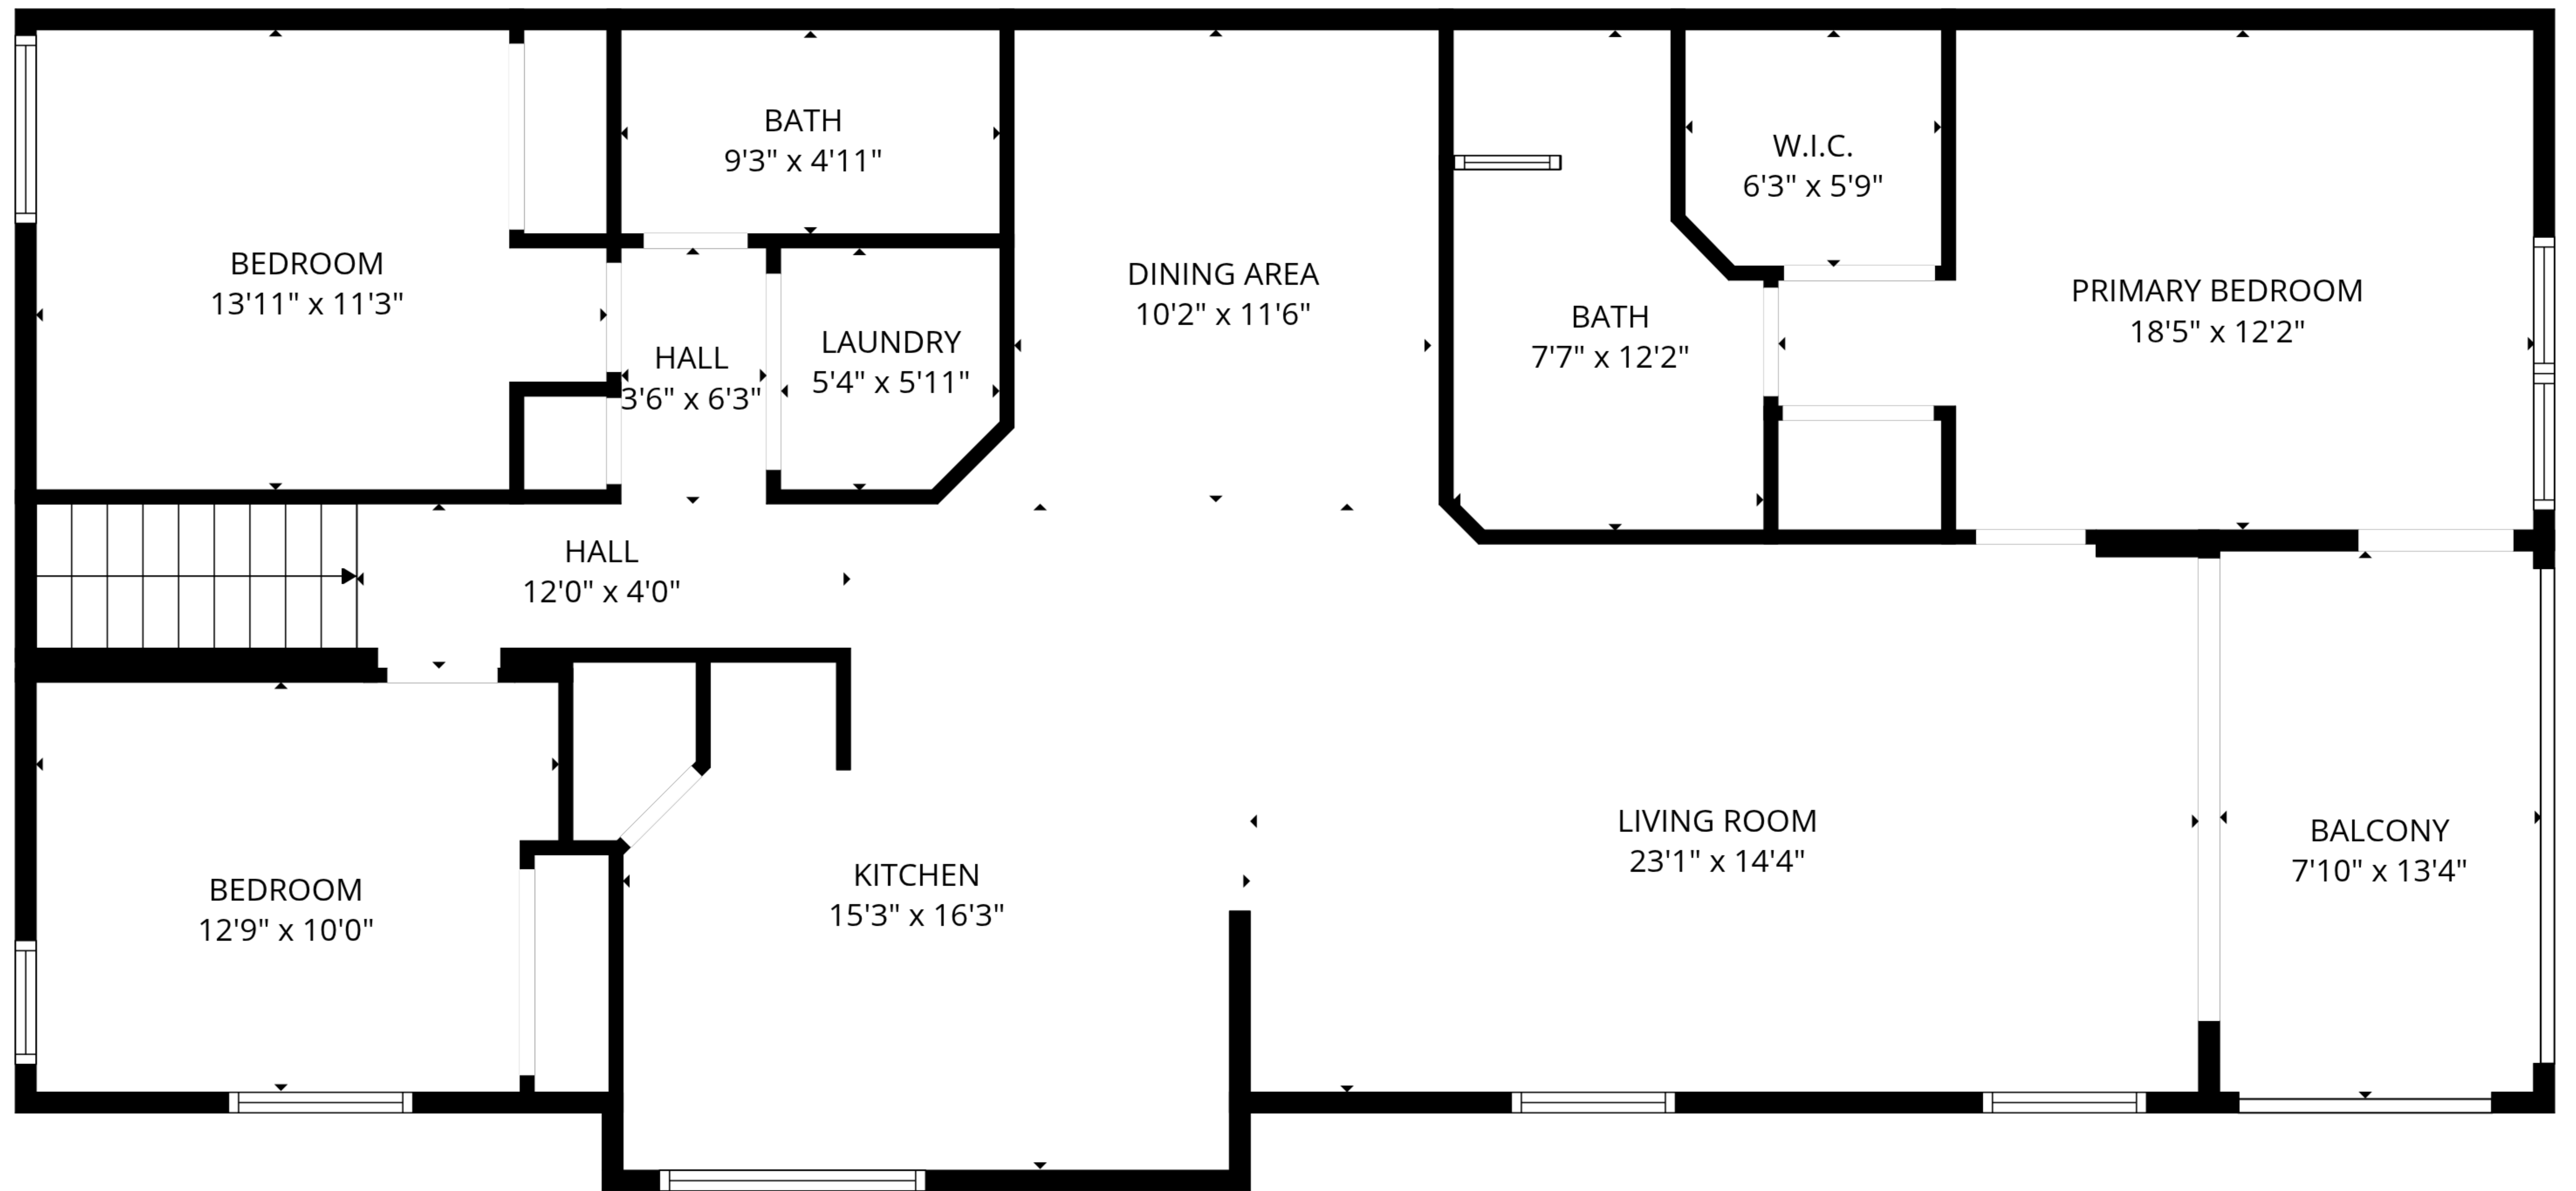 BEDROOM
13'11" x 11'3"
BATH
9'3" x 4'11"
HALL
3'6" x 6'3"
LAUNDRY
5'4" x 5'11"
DINING AREA
10'2" x 11'6"
BATH
7'7" x 12'2"
W.I.C.
6'3" x 5'9"
PRIMARY BEDROOM
18'5" x 12'2"
HALL
12'0" x 4'0"
BEDROOM
12'9" x 10'0"
KITCHEN
15'3" x 16'3"
LIVING ROOM
23'1" x 14'4"
BALCONY
7'10" x 13'4"